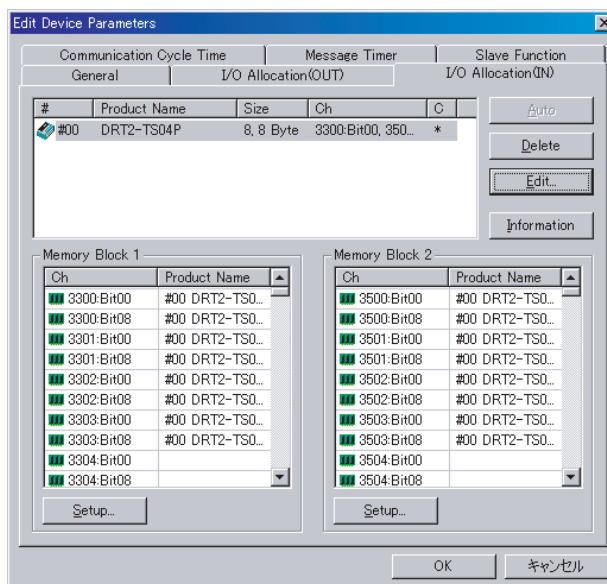 Edit Device Parameters
Communication Cycle Time Message Timer Slave Function
General I/O Allocation(OUT) I/O Allocation(IN)
# Product Name Size Ch C
#00 DRT2-TS04P 8, 8 Byte 3300:Bit00, 350... *
Auto
Delete
Edit...
Information
Memory Block 1
Ch Product Name
3300:Bit00 #00 DRT2-TS0...
3300:Bit08 #00 DRT2-TS0...
3301:Bit00 #00 DRT2-TS0...
3301:Bit08 #00 DRT2-TS0...
3302:Bit00 #00 DRT2-TS0...
3302:Bit08 #00 DRT2-TS0...
3303:Bit00 #00 DRT2-TS0...
3303:Bit08 #00 DRT2-TS0...
3304:Bit00
3304:Bit08
Setup...
Memory Block 2
Ch Product Name
3500:Bit00 #00 DRT2-TS0...
3500:Bit08 #00 DRT2-TS0...
3501:Bit00 #00 DRT2-TS0...
3501:Bit08 #00 DRT2-TS0...
3502:Bit00 #00 DRT2-TS0...
3502:Bit08 #00 DRT2-TS0...
3503:Bit00 #00 DRT2-TS0...
3503:Bit08 #00 DRT2-TS0...
3504:Bit00
3504:Bit08
Setup...
OK キャンセル